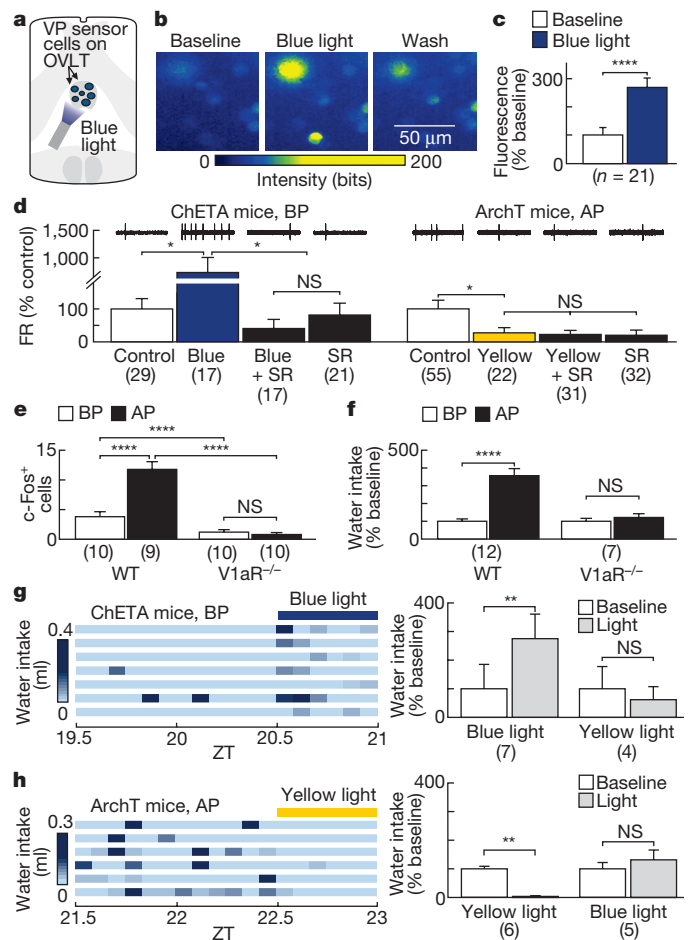 a
VP sensor
cells on
OVLT
Blue
light
b
Baseline
Blue light
Wash
50 µm
0
200
Intensity (bits)
c
Baseline
Blue light
****
300
0
Fluorescence
(% baseline)
(n = 21)
d
ChETA mice, BP
ArchT mice, AP
1,500
1,000
100
0
FR (% control)
*
*
NS
*
NS
Control
(29)
Blue
(17)
Blue
+ SR
(17)
SR
(21)
Control
(55)
Yellow
(22)
Yellow
+ SR
(31)
SR
(32)
e
BP
AP
****
****
****
NS
15
0
c-Fos+
cells
(10)
(9)
(10)
(10)
WT
V1aR–/–
f
BP
AP
500
0
Water intake
(% baseline)
****
NS
(12)
(7)
WT
V1aR–/–
g
ChETA mice, BP
Blue light
0.4
0
Water intake
(ml)
19.5
20
20.5
21
ZT
400
0
Water intake
(% baseline)
**
NS
Baseline
Light
Blue light
(7)
Yellow light
(4)
h
ArchT mice, AP
Yellow light
0.3
0
Water intake
(ml)
21.5
22
22.5
23
ZT
400
0
Water intake
(% baseline)
**
NS
Baseline
Light
Yellow light
(6)
Blue light
(5)